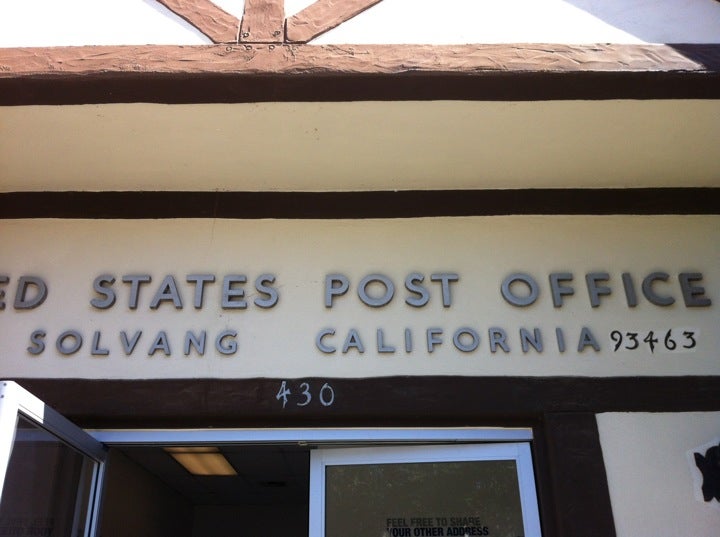 ED STATES POST OFFICE
SOLVANG CALIFORNIA 93463
430
FEEL FREE TO SHARE
YOUR OTHER ADDRESS